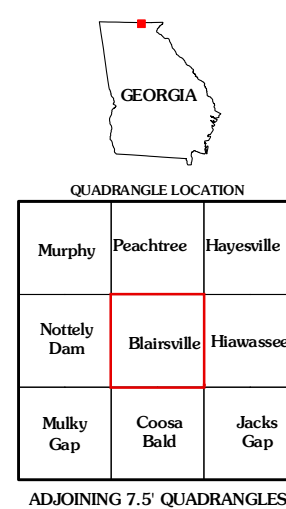 GEORGIA
QUADRANGLE LOCATION
Murphy Peachtree Hayesville
Nottely Dam Blairsville Hiawassee
Mulky Gap Coosa Bald Jacks Gap
ADJOINING 7.5' QUADRANGLES